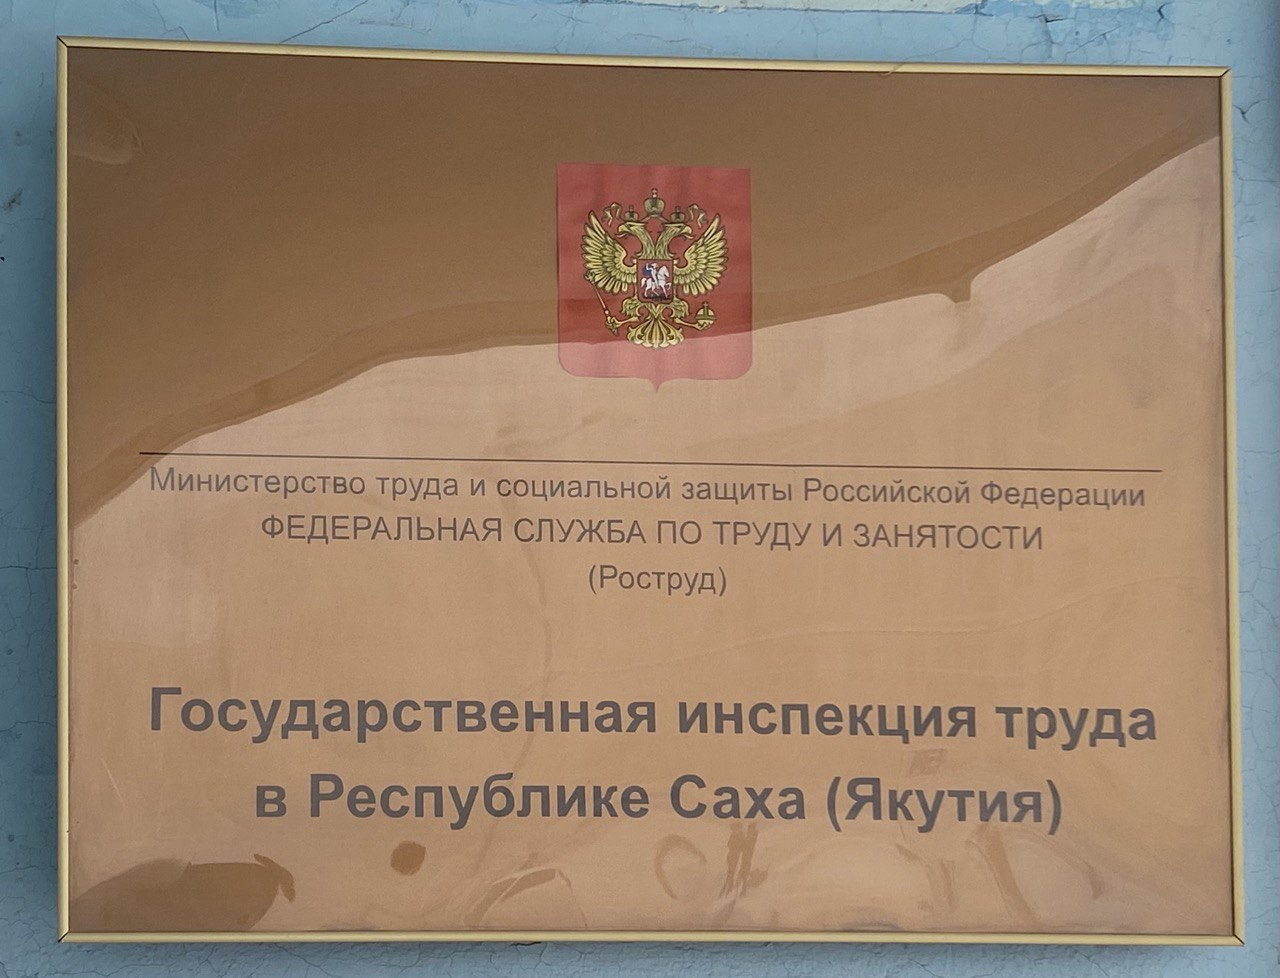 Министерство труда и социальной защиты Российской Федерации
ФЕДЕРАЛЬНАЯ СЛУЖБА ПО ТРУДУ И ЗАНЯТОСТИ
(Роструд)
Государственная инспекция труда
в Республике Саха (Якутия)